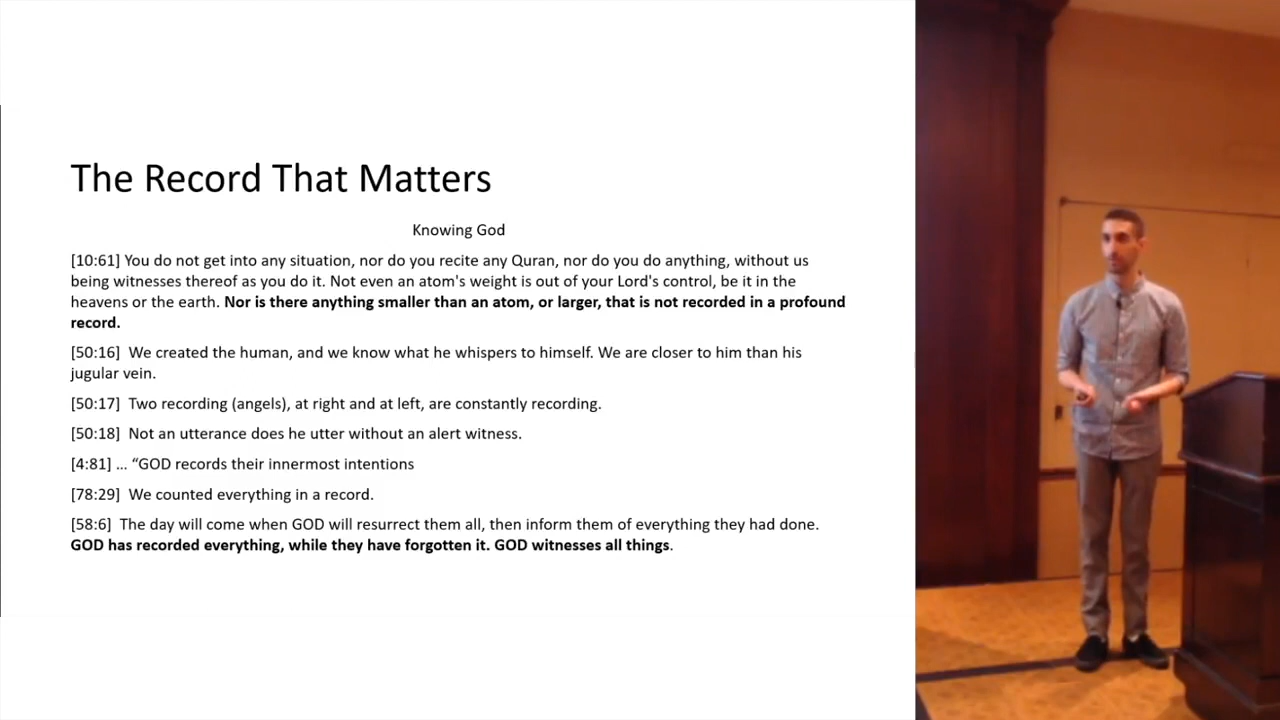 The Record That Matters
Knowing God
[10:61] You do not get into any situation, nor do you recite any Quran, nor do you do anything, without us
being witnesses thereof as you do it. Not even an atom's weight is out of your Lord's control, be it in the
heavens or the earth. Nor is there anything smaller than an atom, or larger, that is not recorded in a profound
record.
[50:16]  We created the human, and we know what he whispers to himself. We are closer to him than his
jugular vein.
[50:17]  Two recording (angels), at right and at left, are constantly recording.
[50:18]  Not an utterance does he utter without an alert witness.
[4:81] … “GOD records their innermost intentions
[78:29]  We counted everything in a record.
[58:6]  The day will come when GOD will resurrect them all, then inform them of everything they had done.
GOD has recorded everything, while they have forgotten it. GOD witnesses all things.